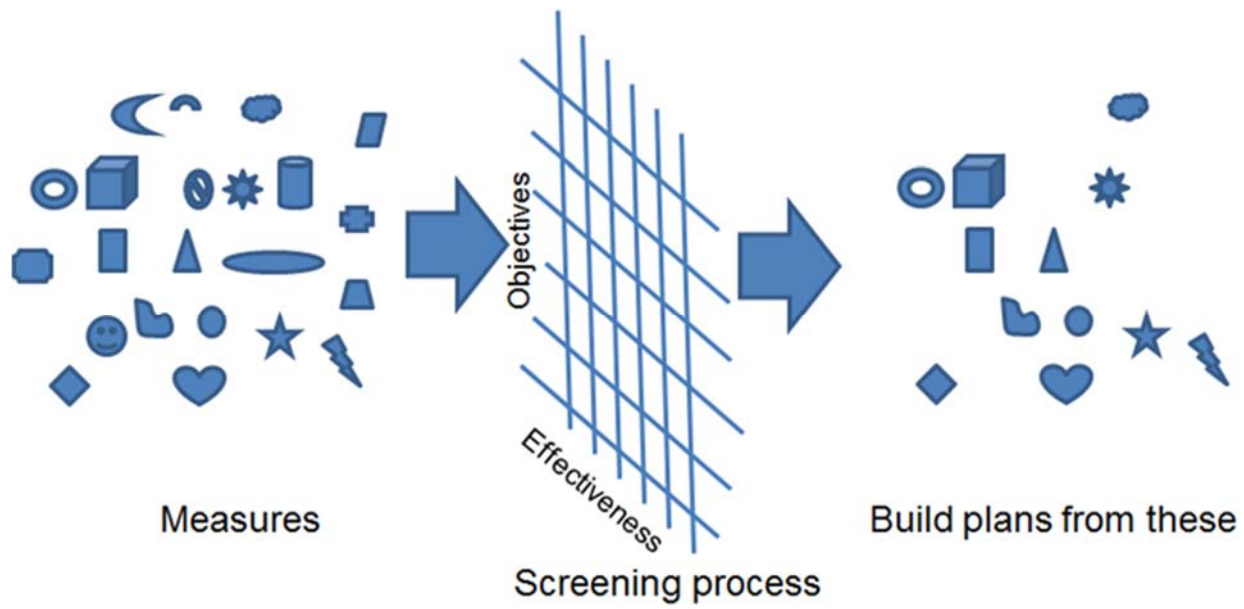 Objectives
Effectiveness
Measures
Build plans from these
Screening process